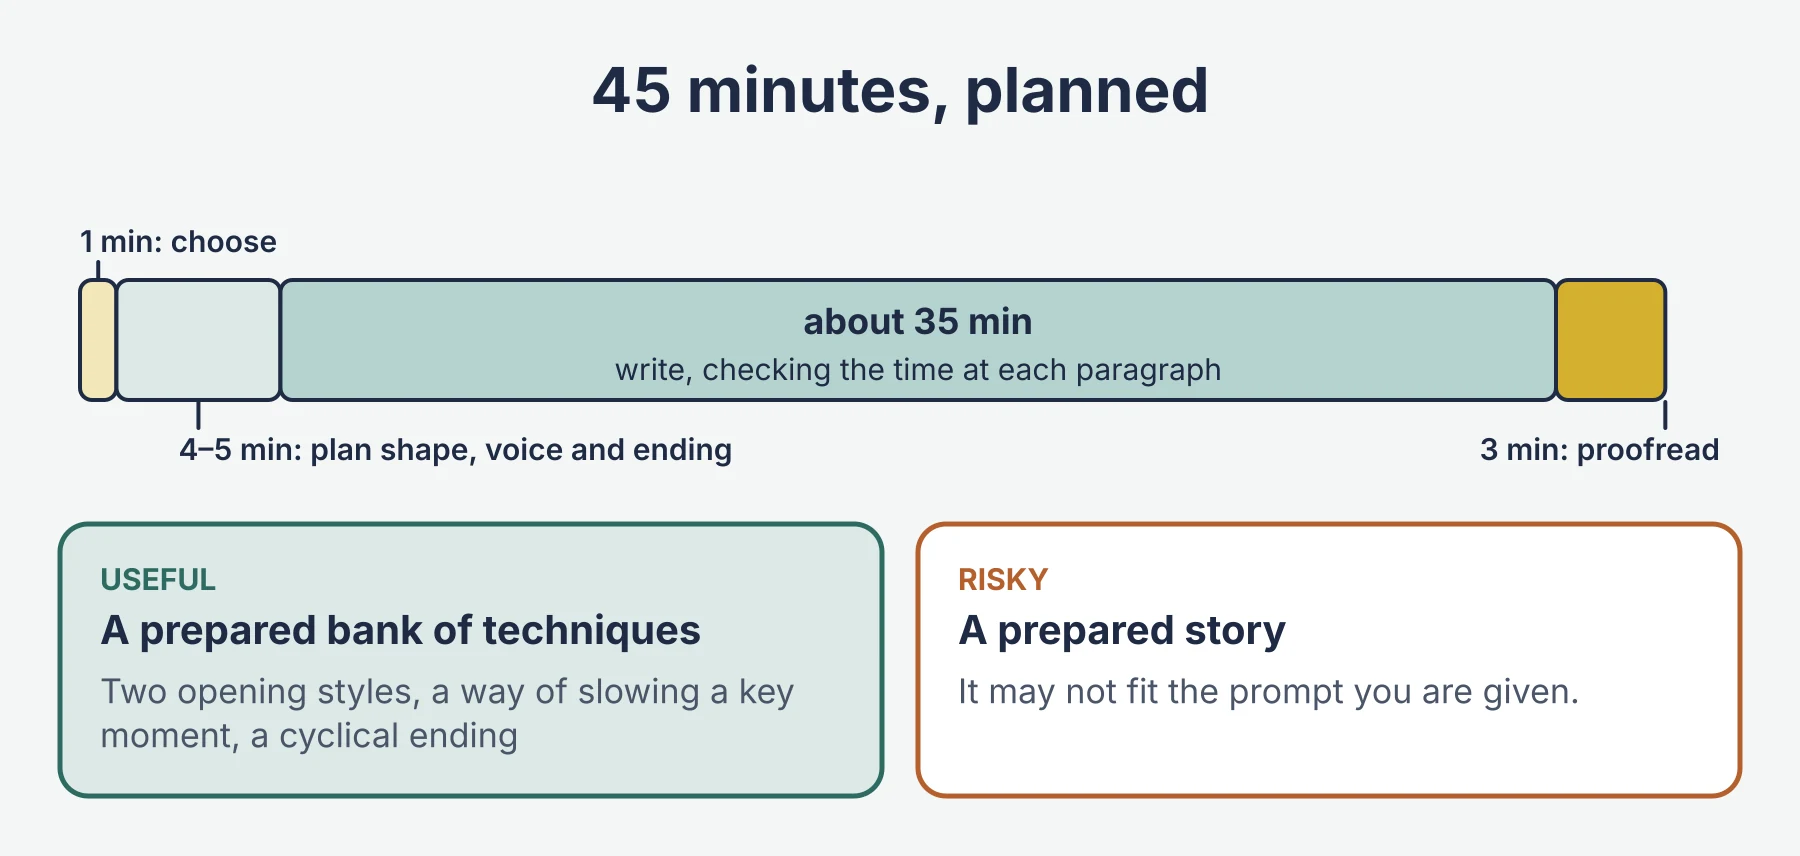 45 minutes, planned
1 min: choose
about 35 min
write, checking the time at each paragraph
4–5 min: plan shape, voice and ending
3 min: proofread
USEFUL
A prepared bank of techniques
Two opening styles, a way of slowing a key
moment, a cyclical ending
RISKY
A prepared story
It may not fit the prompt you are given.